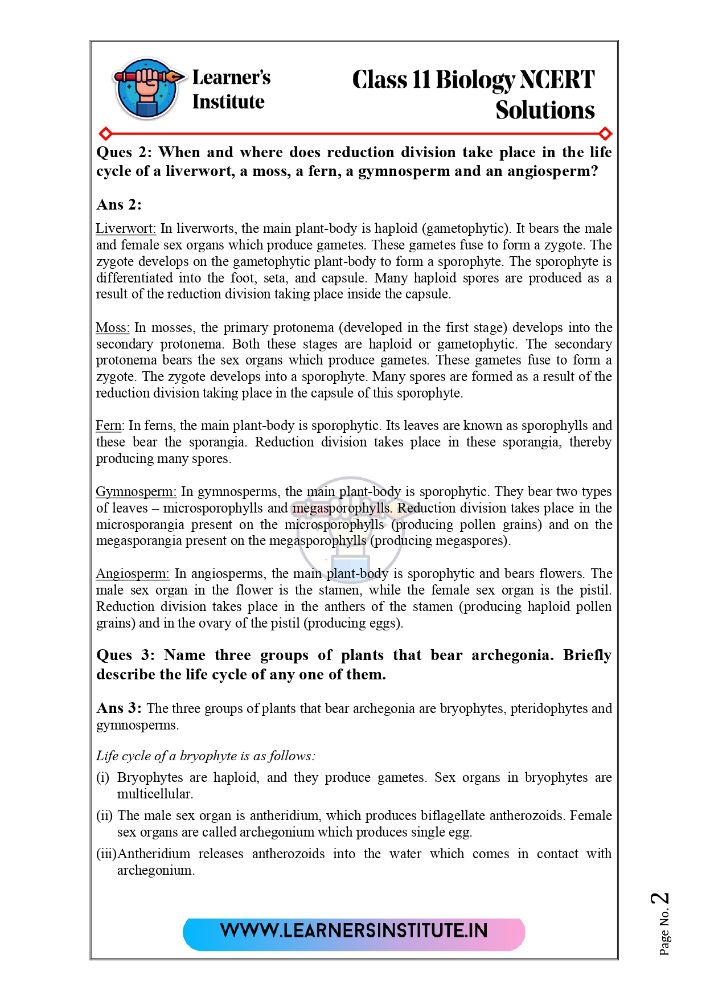 Learner's
Institute
Class 11 Biology NCERT
Solutions
Ques 2: When and where does reduction division take place in the life
cycle of a liverwort, a moss, a fern, a gymnosperm and an angiosperm?
Ans 2:
Liverwort: In liverworts, the main plant-body is haploid (gametophytic). It bears the male
and female sex organs which produce gametes. These gametes fuse to form a zygote. The
zygote develops on the gametophytic plant-body to form a sporophyte. The sporophyte is
differentiated into the foot, seta, and capsule. Many haploid spores are produced as a
result of the reduction division taking place inside the capsule.
Moss: In mosses, the primary protonema (developed in the first stage) develops into the
secondary protonema. Both these stages are haploid or gametophytic. The secondary
protonema bears the sex organs which produce gametes. These gametes fuse to form a
zygote. The zygote develops into a sporophyte. Many spores are formed as a result of the
reduction division taking place in the capsule of this sporophyte.
Fern: In ferns, the main plant-body is sporophytic. Its leaves are known as sporophylls and
these bear the sporangia. Reduction division takes place in these sporangia, thereby
producing many spores.
Gymnosperm: In gymnosperms, the main plant-body is sporophytic. They bear two types
of leaves – microsporophylls and megasporophylls. Reduction division takes place in the
microsporangia present on the microsporophylls (producing pollen grains) and on the
megasporangia present on the megasporophylls (producing megaspores).
Angiosperm: In angiosperms, the main plant-body is sporophytic and bears flowers. The
male sex organ in the flower is the stamen, while the female sex organ is the pistil.
Reduction division takes place in the anthers of the stamen (producing haploid pollen
grains) and in the ovary of the pistil (producing eggs).
Ques 3: Name three groups of plants that bear archegonia. Briefly
describe the life cycle of any one of them.
Ans 3: The three groups of plants that bear archegonia are bryophytes, pteridophytes and
gymnosperms.
Life cycle of a bryophyte is as follows:
(i) Bryophytes are haploid, and they produce gametes. Sex organs in bryophytes are
multicellular.
(ii) The male sex organ is antheridium, which produces biflagellate antherozoids. Female
sex organs are called archegonium which produces single egg.
(iii)Antheridium releases antherozoids into the water which comes in contact with
archegonium.
WWW.LEARNERSINSTITUTE.IN
Page No. 2